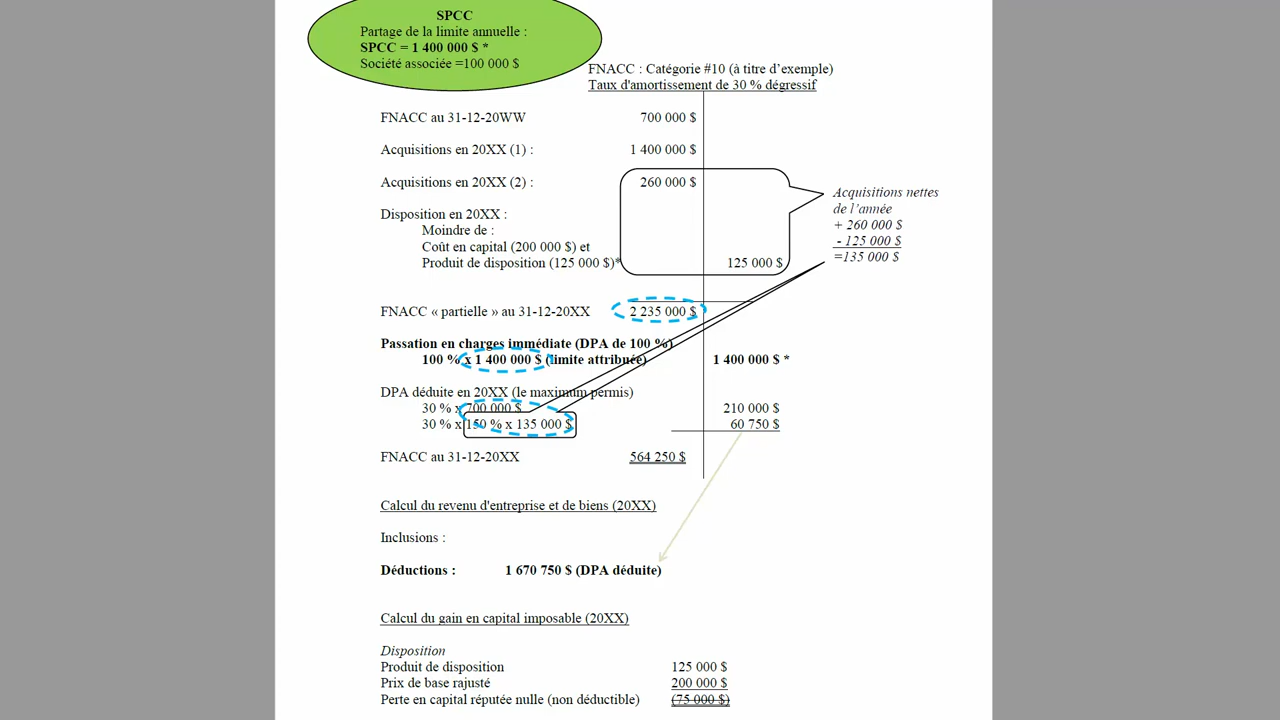 SPCC
Partage de la limite annuelle :
SPCC = 1 400 000 $ *
Société associée =100 000 $
FNACC : Catégorie #10 (à titre d'exemple)
Taux d'amortissement de 30 % dégressif
FNACC au 31-12-20WW 700 000 $
Acquisitions en 20XX (1) : 1 400 000 $
Acquisitions en 20XX (2) : 260 000 $
Acquisitions nettes
de l'année
+ 260 000 $
- 125 000 $
=135 000 $
Disposition en 20XX :
Moindre de :
Coût en capital (200 000 $) et
Produit de disposition (125 000 $)* 125 000 $
FNACC « partielle » au 31-12-20XX 2 235 000 $
Passation en charges immédiate (DPA de 100 %)
100 % x 1 400 000 $ (limite attribuée) 1 400 000 $ *
DPA déduite en 20XX (le maximum permis)
30 % x 700 000 $ 210 000 $
30 % x 150 % x 135 000 $ 60 750 $
FNACC au 31-12-20XX 564 250 $
Calcul du revenu d'entreprise et de biens (20XX)
Inclusions :
Déductions : 1 670 750 $ (DPA déduite)
Calcul du gain en capital imposable (20XX)
Disposition
Produit de disposition 125 000 $
Prix de base rajusté 200 000 $
Perte en capital réputée nulle (non déductible) (75 000 $)